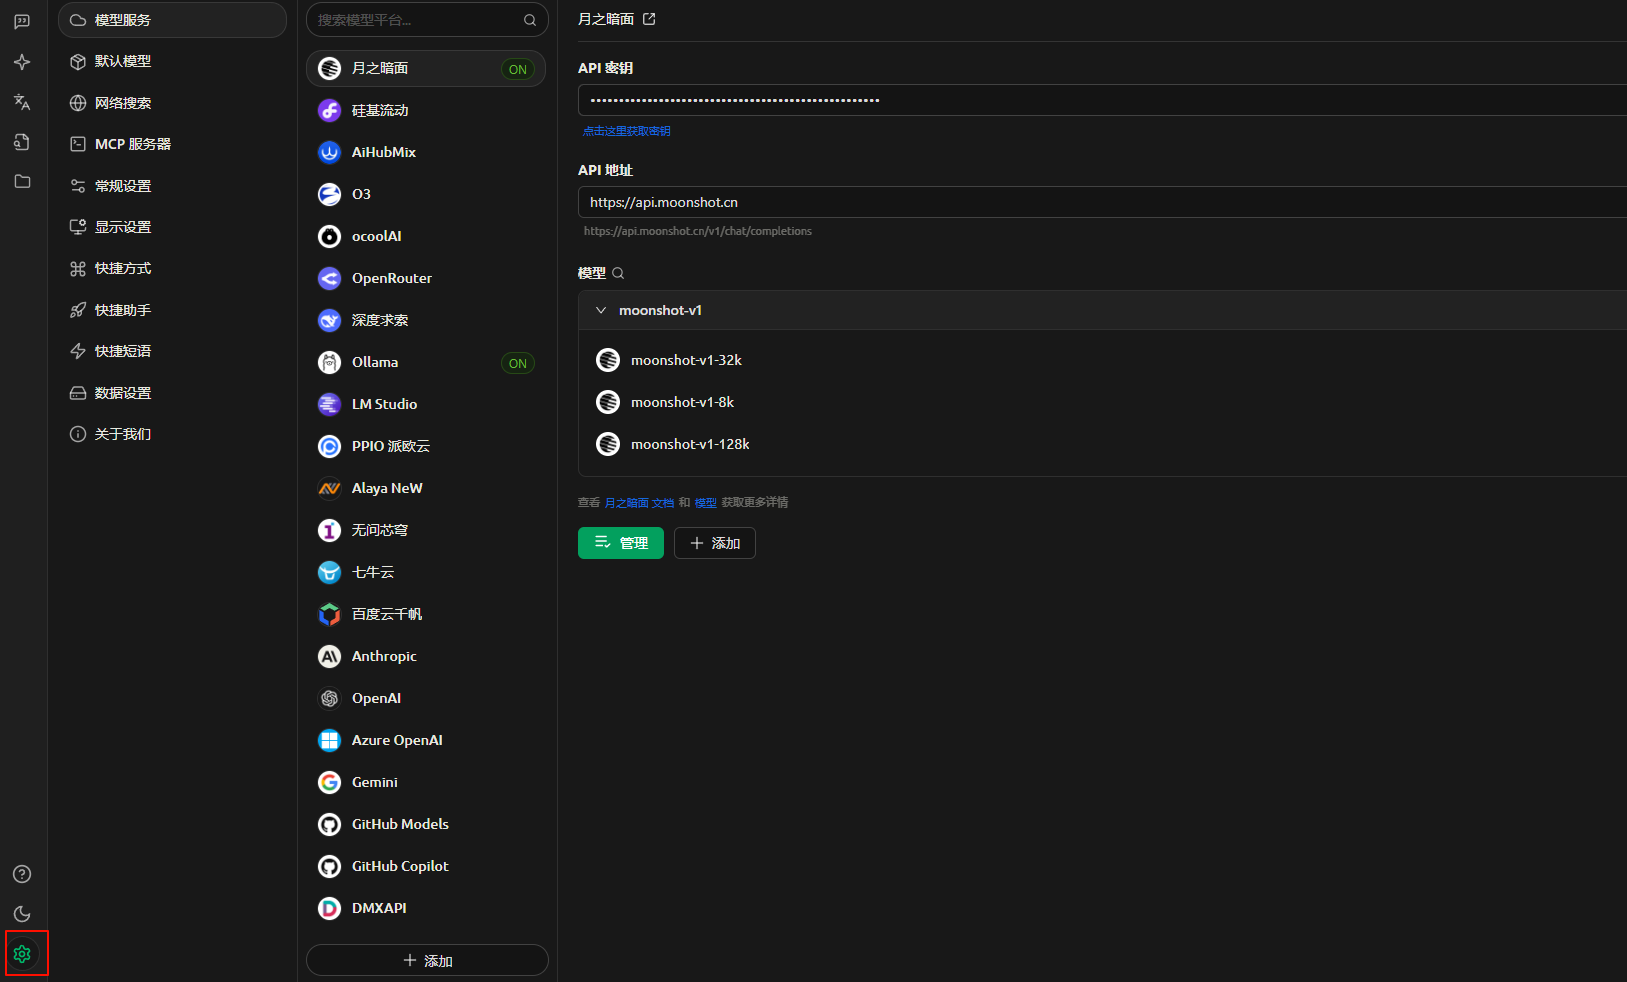 模型服务
默认模型
网络搜索
MCP 服务器
常规设置
显示设置
快捷方式
快捷助手
快捷短语
数据设置
关于我们
搜索模型平台...
月之暗面 ON
硅基流动
AiHubMix
O3
ocoolAI
OpenRouter
深度求索
Ollama ON
LM Studio
PPIO 派欧云
Alaya NeW
无问芯穹
七牛云
百度云千帆
Anthropic
OpenAI
Azure OpenAI
Gemini
GitHub Models
GitHub Copilot
DMXAPI
添加
月之暗面
API 密钥
••••••••••••••••••••••••••••••••••••••••••••••••••••
点击这里获取密钥
API 地址
https://api.moonshot.cn
https://api.moonshot.cn/v1/chat/completions
模型
moonshot-v1
moonshot-v1-32k
moonshot-v1-8k
moonshot-v1-128k
查看 月之暗面 文档 和 模型 获取更多详情
管理
添加